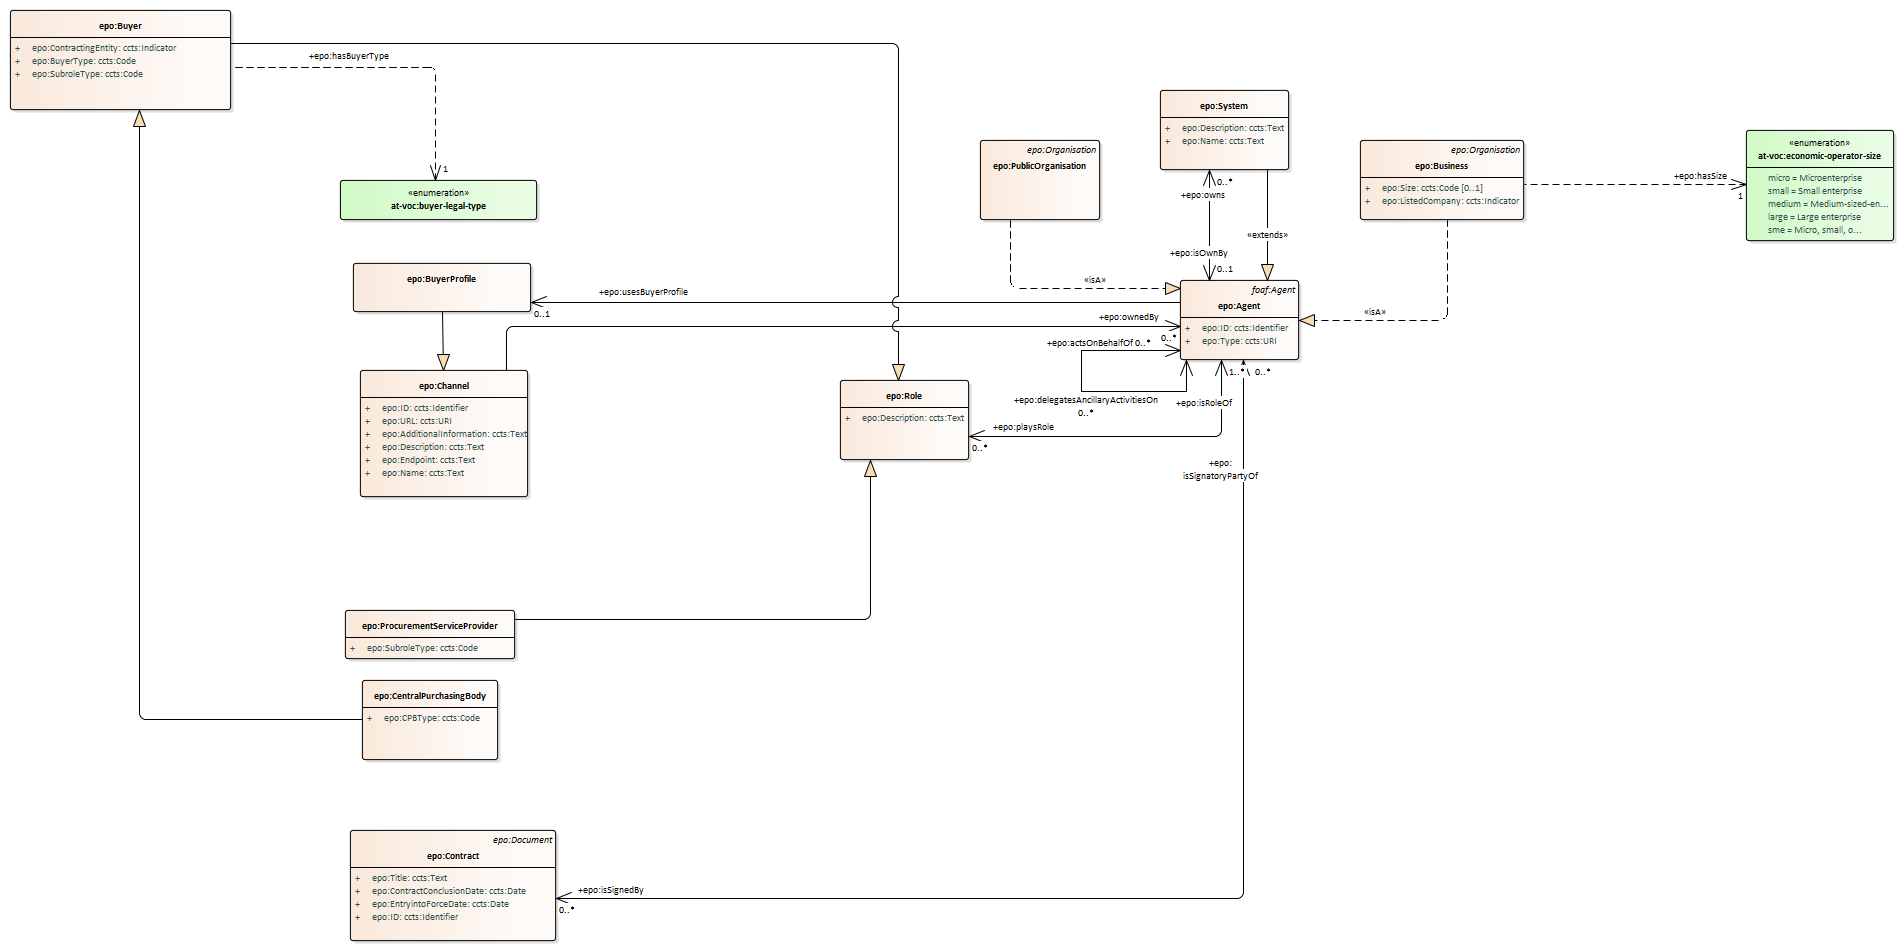 epo:Buyer
+ epo:ContractingEntity: ccts:Indicator
+ epo:BuyerType: ccts:Code
+ epo:SubroleType: ccts:Code
+epo:hasBuyerType
1
«enumeration»
at-voc:buyer-legal-type
epo:System
+ epo:Description: ccts:Text
+ epo:Name: ccts:Text
epo:Organisation
epo:PublicOrganisation
epo:Organisation
epo:Business
+ epo:Size: ccts:Code [0..1]
+ epo:ListedCompany: ccts:Indicator
«enumeration»
at-voc:economic-operator-size
micro = Microenterprise
small = Small enterprise
medium = Medium-sized-en...
large = Large enterprise
sme = Micro, small, o...
+epo:hasSize
1
0..*
+epo:owns
«extends»
+epo:isOwnBy
0..1
«isA»
«isA»
epo:BuyerProfile
+epo:usesBuyerProfile
0..1
foaf:Agent
epo:Agent
+ epo:ID: ccts:Identifier
+ epo:Type: ccts:URI
+epo:ownedBy
0..*
+epo:actsOnBehalfOf 0..*
+epo:delegatesAncillaryActivitiesOn
0..*
1..*
0..*
+epo:isRoleOf
+epo:playsRole
0..*
epo:Channel
+ epo:ID: ccts:Identifier
+ epo:URL: ccts:URI
+ epo:AdditionalInformation: ccts:Text
+ epo:Description: ccts:Text
+ epo:Endpoint: ccts:Text
+ epo:Name: ccts:Text
epo:Role
+ epo:Description: ccts:Text
+epo:
isSignatoryPartyOf
epo:ProcurementServiceProvider
+ epo:SubroleType: ccts:Code
epo:CentralPurchasingBody
+ epo:CPBType: ccts:Code
epo:Document
epo:Contract
+ epo:Title: ccts:Text
+ epo:ContractConclusionDate: ccts:Date
+ epo:EntryintoForceDate: ccts:Date
+ epo:ID: ccts:Identifier
+epo:isSignedBy
0..*